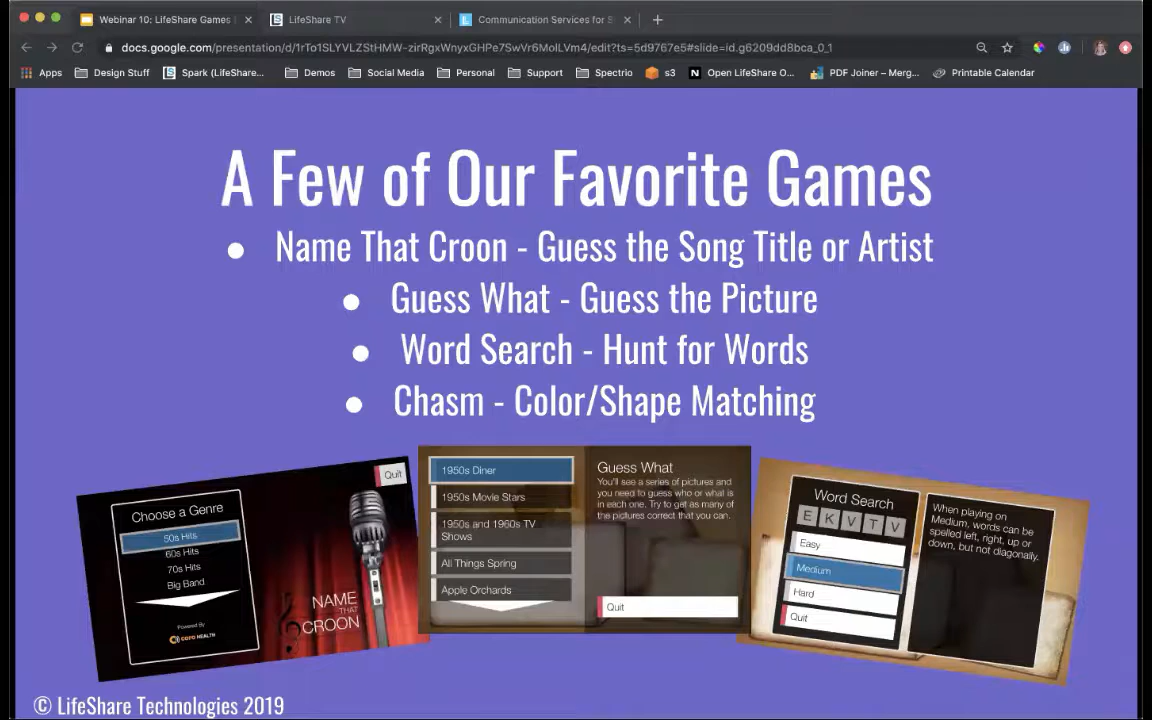 Webinar 10: LifeShare Games
LifeShare TV
Communication Services for S
docs.google.com/presentation/d/1rTo1SLYVLZStHMW-zirRgxWnyxGHPe7SwVr6MolLVm4/edit?ts=5d9767e5#slide=id.g6209dd8bca_0_1
Apps
Design Stuff
Spark (LifeShare...
Demos
Social Media
Personal
Support
Spectrio
s3
Open LifeShare O...
PDF Joiner – Merg...
Printable Calendar
A Few of Our Favorite Games
● Name That Croon - Guess the Song Title or Artist
● Guess What - Guess the Picture
● Word Search - Hunt for Words
● Chasm - Color/Shape Matching
Quit
Choose a Genre
50s Hits
60s Hits
70s Hits
Big Band
Powered By
coro HEALTH
NAME
THAT
CROON
1950s Diner
1950s Movie Stars
1950s and 1960s TV
Shows
All Things Spring
Apple Orchards
Guess What
You'll see a series of pictures and
you need to guess who or what is
in each one. Try to get as many of
the pictures correct that you can.
Quit
Word Search
E K V T V
Easy
Medium
Hard
Quit
When playing on
Medium, words can be
spelled left, right, up or
down, but not diagonally.
© LifeShare Technologies 2019